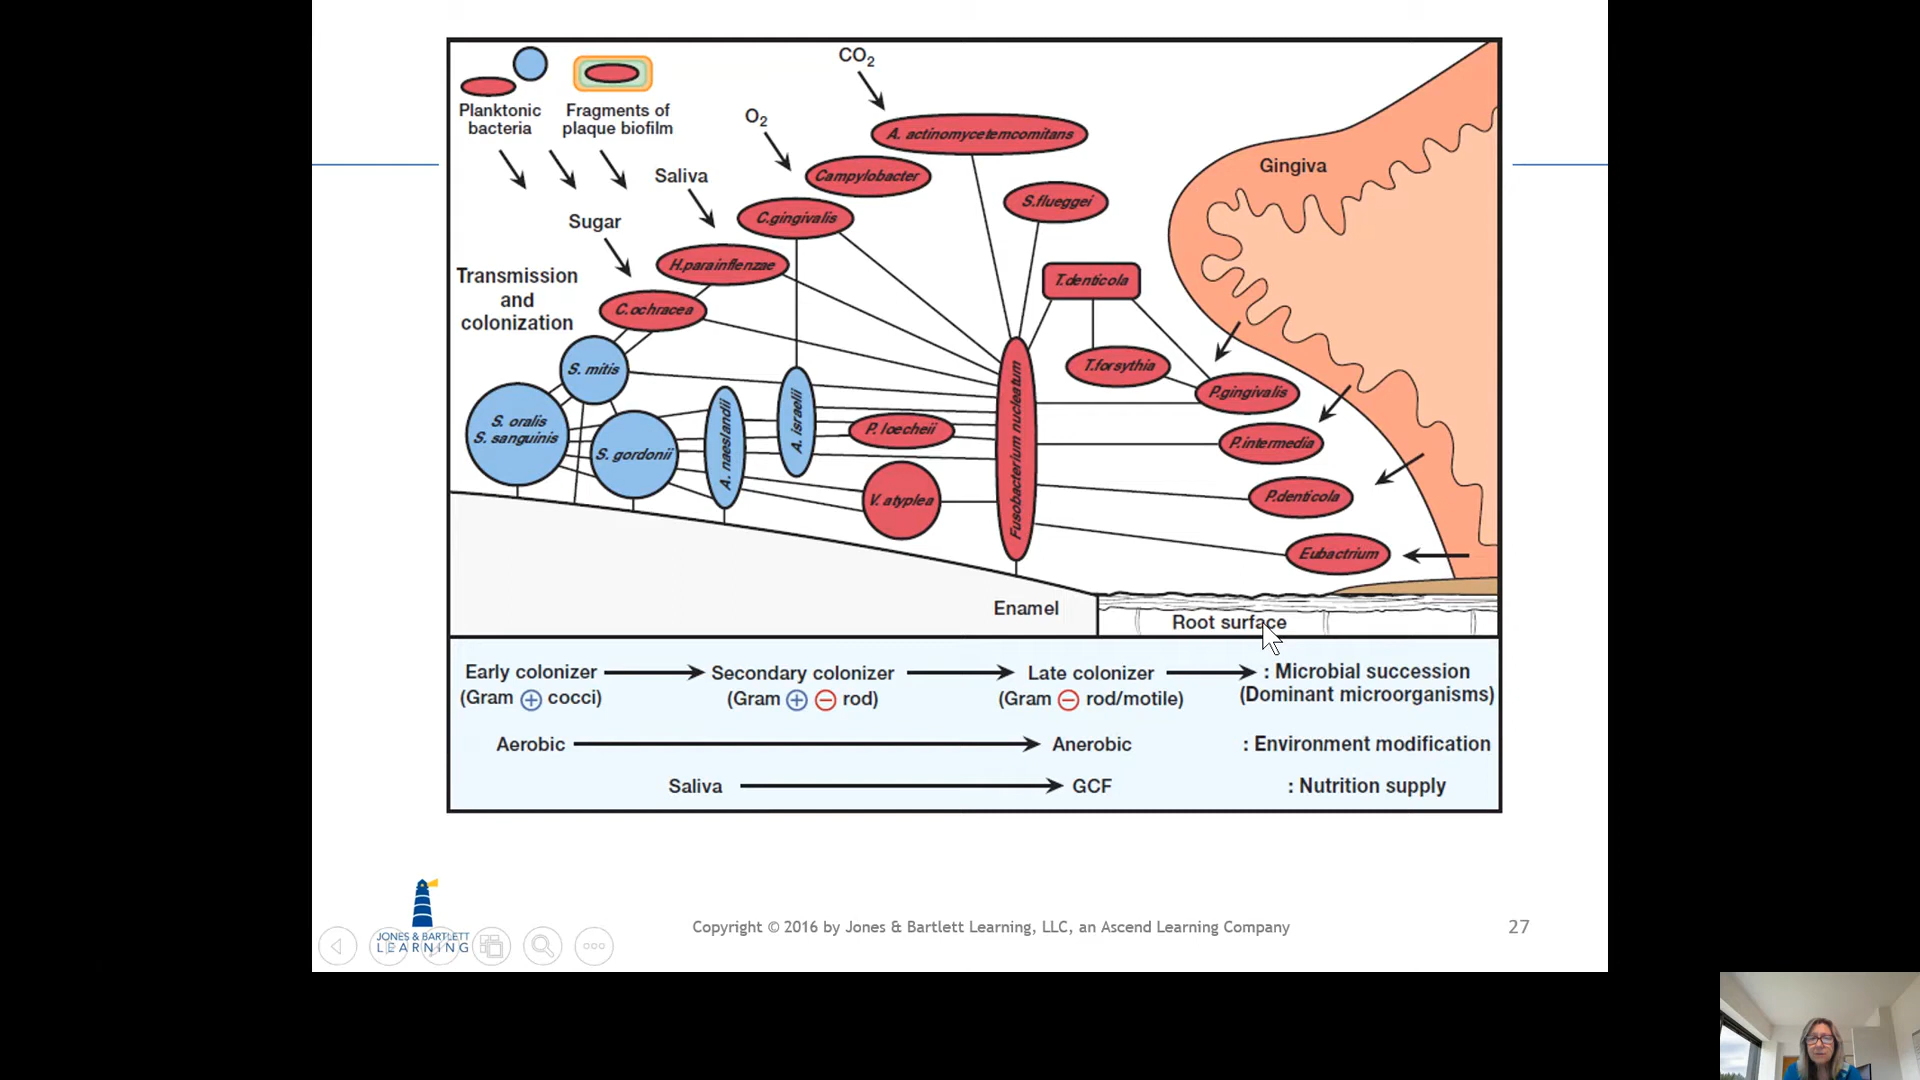 CO2
Planktonic
bacteria
Fragments of
plaque biofilm
O2
A. actinomycetemcomitans
Saliva
Campylobacter
Gingiva
Sugar
C.gingivalis
S.flueggei
Transmission
and
colonization
H.parainflenzae
T.denticola
C.ochracea
S. mitis
T.forsythia
P.gingivalis
S. oralis
S. sanguinis
S. gordonii
A. naeslandii
A. israelii
P. loecheii
V. atyplea
Fusobacterium nucleatum
P.intermedia
P.denticola
Eubactrium
Enamel
Root surface
Early colonizer Secondary colonizer Late colonizer : Microbial succession
(Gram + cocci) (Gram + − rod) (Gram − rod/motile) (Dominant microorganisms)
Aerobic Anerobic : Environment modification
Saliva GCF : Nutrition supply
JONES & BARTLETT
LEARNING
Copyright © 2016 by Jones & Bartlett Learning, LLC, an Ascend Learning Company
27